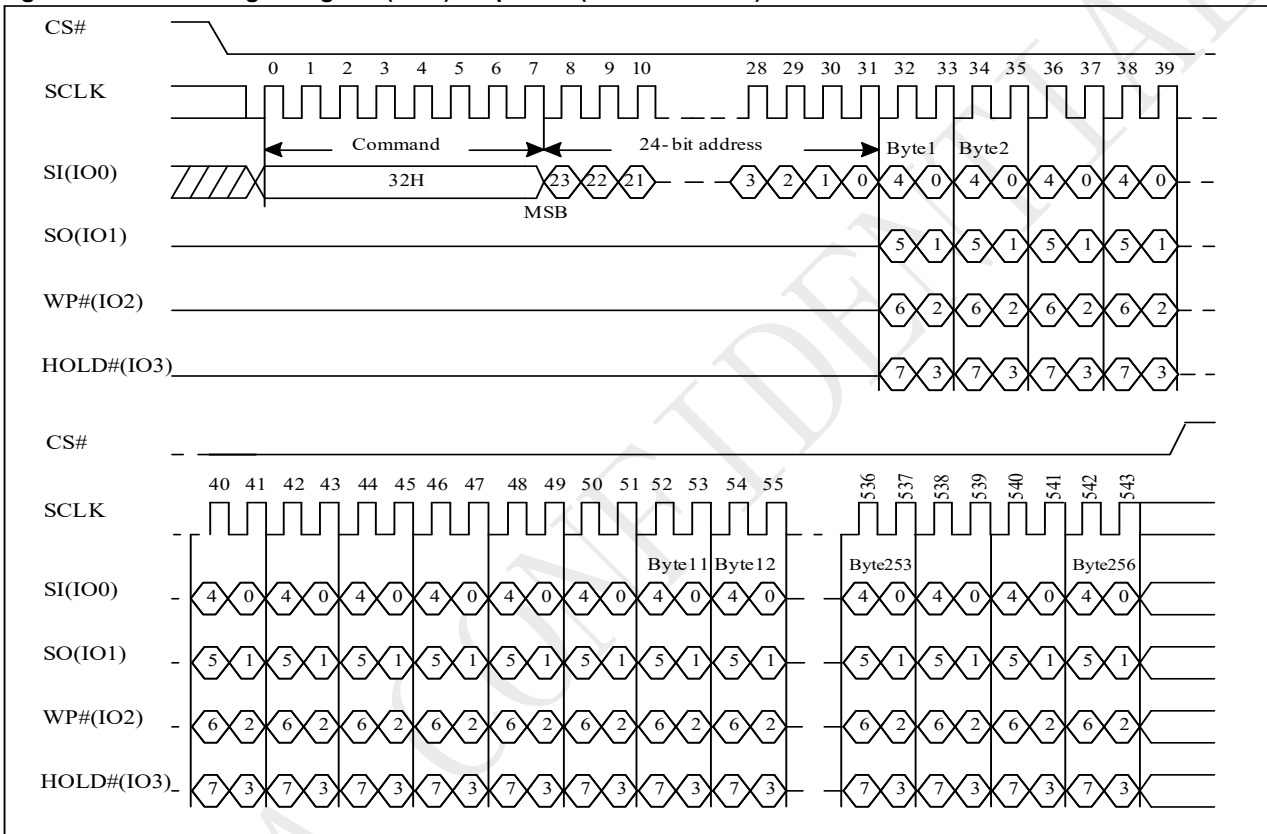 CS#
0 1 2 3 4 5 6 7 8 9 10 28 29 30 31 32 33 34 35 36 37 38 39
SCLK
Command 24-bit address Byte1 Byte2
SI(IO0) 32H 23 22 21 3 2 1 0 4 0 4 0 4 0 4 0
MSB
SO(IO1) 5 1 5 1 5 1 5 1
WP#(IO2) 6 2 6 2 6 2 6 2
HOLD#(IO3) 7 3 7 3 7 3 7 3
CS#
40 41 42 43 44 45 46 47 48 49 50 51 52 53 54 55 536 537 538 539 540 541 542 543
SCLK
Byte11 Byte12 Byte253 Byte256
SI(IO0) 4 0 4 0 4 0 4 0 4 0 4 0 4 0 4 0 4 0 4 0 4 0 4 0
SO(IO1) 5 1 5 1 5 1 5 1 5 1 5 1 5 1 5 1 5 1 5 1 5 1 5 1
WP#(IO2) 6 2 6 2 6 2 6 2 6 2 6 2 6 2 6 2 6 2 6 2 6 2 6 2
HOLD#(IO3) 7 3 7 3 7 3 7 3 7 3 7 3 7 3 7 3 7 3 7 3 7 3 7 3
CONFIDENTIAL